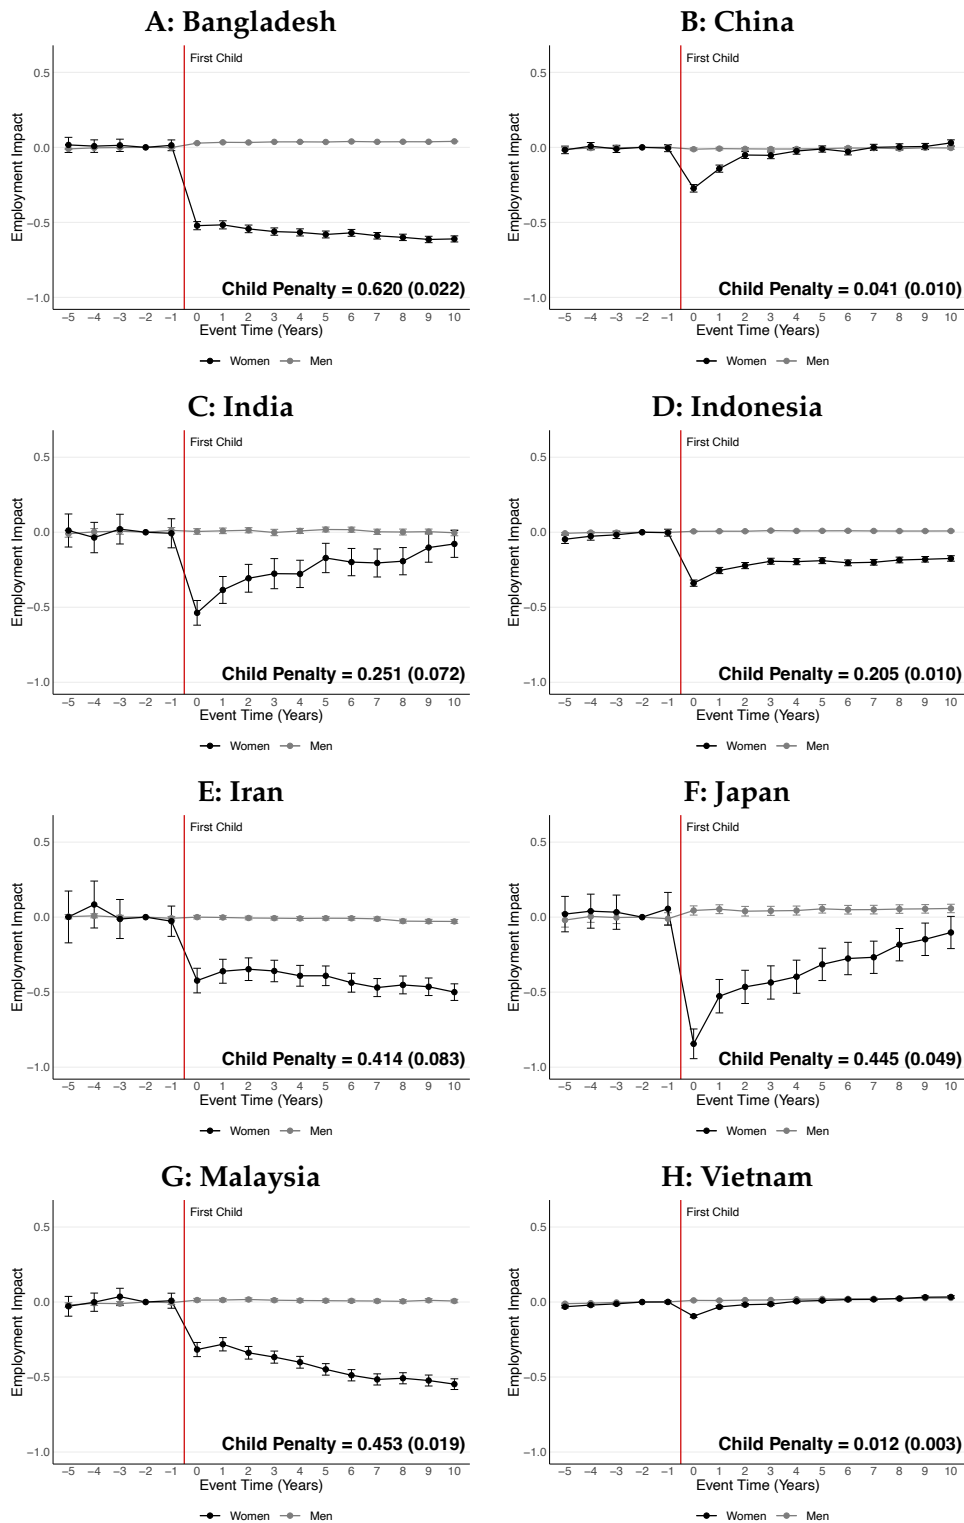 A: Bangladesh
First Child
0.5
0.0
−0.5
−1.0
Employment Impact
Child Penalty = 0.620 (0.022)
−5 −4 −3 −2 −1 0 1 2 3 4 5 6 7 8 9 10
Event Time (Years)
Women Men
B: China
First Child
0.5
0.0
−0.5
−1.0
Employment Impact
Child Penalty = 0.041 (0.010)
−5 −4 −3 −2 −1 0 1 2 3 4 5 6 7 8 9 10
Event Time (Years)
Women Men
C: India
First Child
0.5
0.0
−0.5
−1.0
Employment Impact
Child Penalty = 0.251 (0.072)
−5 −4 −3 −2 −1 0 1 2 3 4 5 6 7 8 9 10
Event Time (Years)
Women Men
D: Indonesia
First Child
0.5
0.0
−0.5
−1.0
Employment Impact
Child Penalty = 0.205 (0.010)
−5 −4 −3 −2 −1 0 1 2 3 4 5 6 7 8 9 10
Event Time (Years)
Women Men
E: Iran
First Child
0.5
0.0
−0.5
−1.0
Employment Impact
Child Penalty = 0.414 (0.083)
−5 −4 −3 −2 −1 0 1 2 3 4 5 6 7 8 9 10
Event Time (Years)
Women Men
F: Japan
First Child
0.5
0.0
−0.5
−1.0
Employment Impact
Child Penalty = 0.445 (0.049)
−5 −4 −3 −2 −1 0 1 2 3 4 5 6 7 8 9 10
Event Time (Years)
Women Men
G: Malaysia
First Child
0.5
0.0
−0.5
−1.0
Employment Impact
Child Penalty = 0.453 (0.019)
−5 −4 −3 −2 −1 0 1 2 3 4 5 6 7 8 9 10
Event Time (Years)
Women Men
H: Vietnam
First Child
0.5
0.0
−0.5
−1.0
Employment Impact
Child Penalty = 0.012 (0.003)
−5 −4 −3 −2 −1 0 1 2 3 4 5 6 7 8 9 10
Event Time (Years)
Women Men